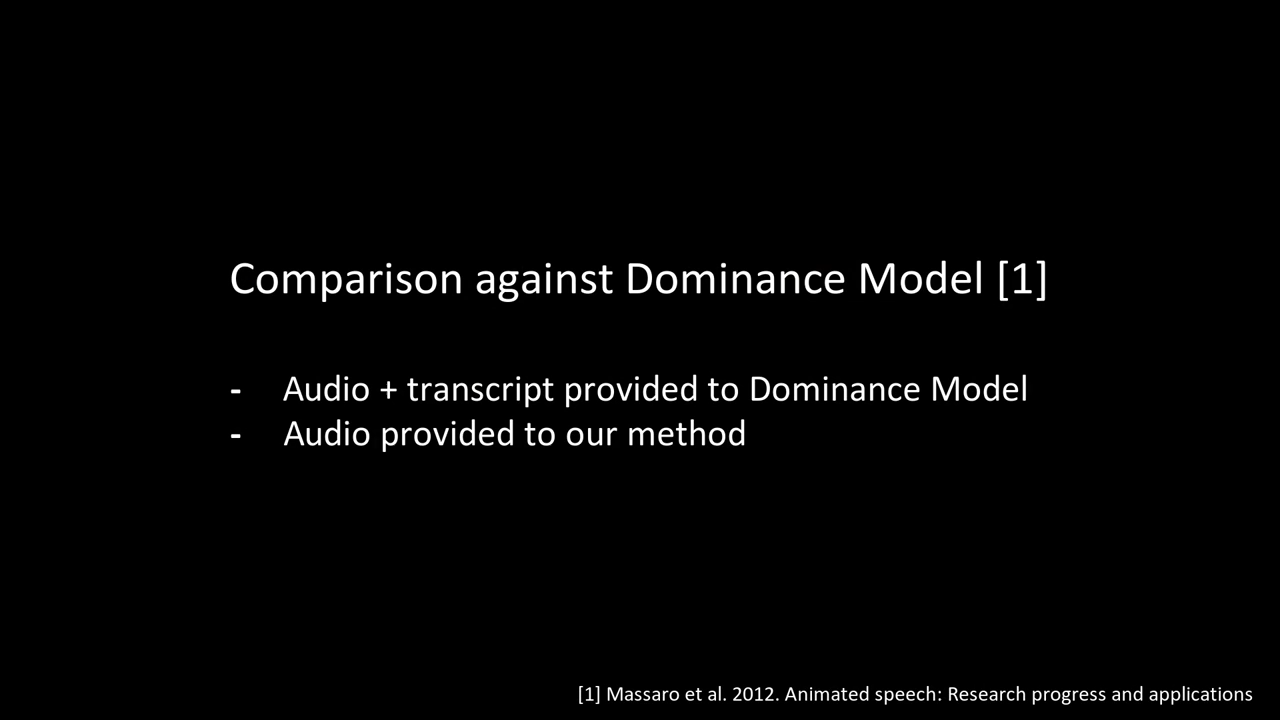 Comparison against Dominance Model [1]
- Audio + transcript provided to Dominance Model
- Audio provided to our method
[1] Massaro et al. 2012. Animated speech: Research progress and applications